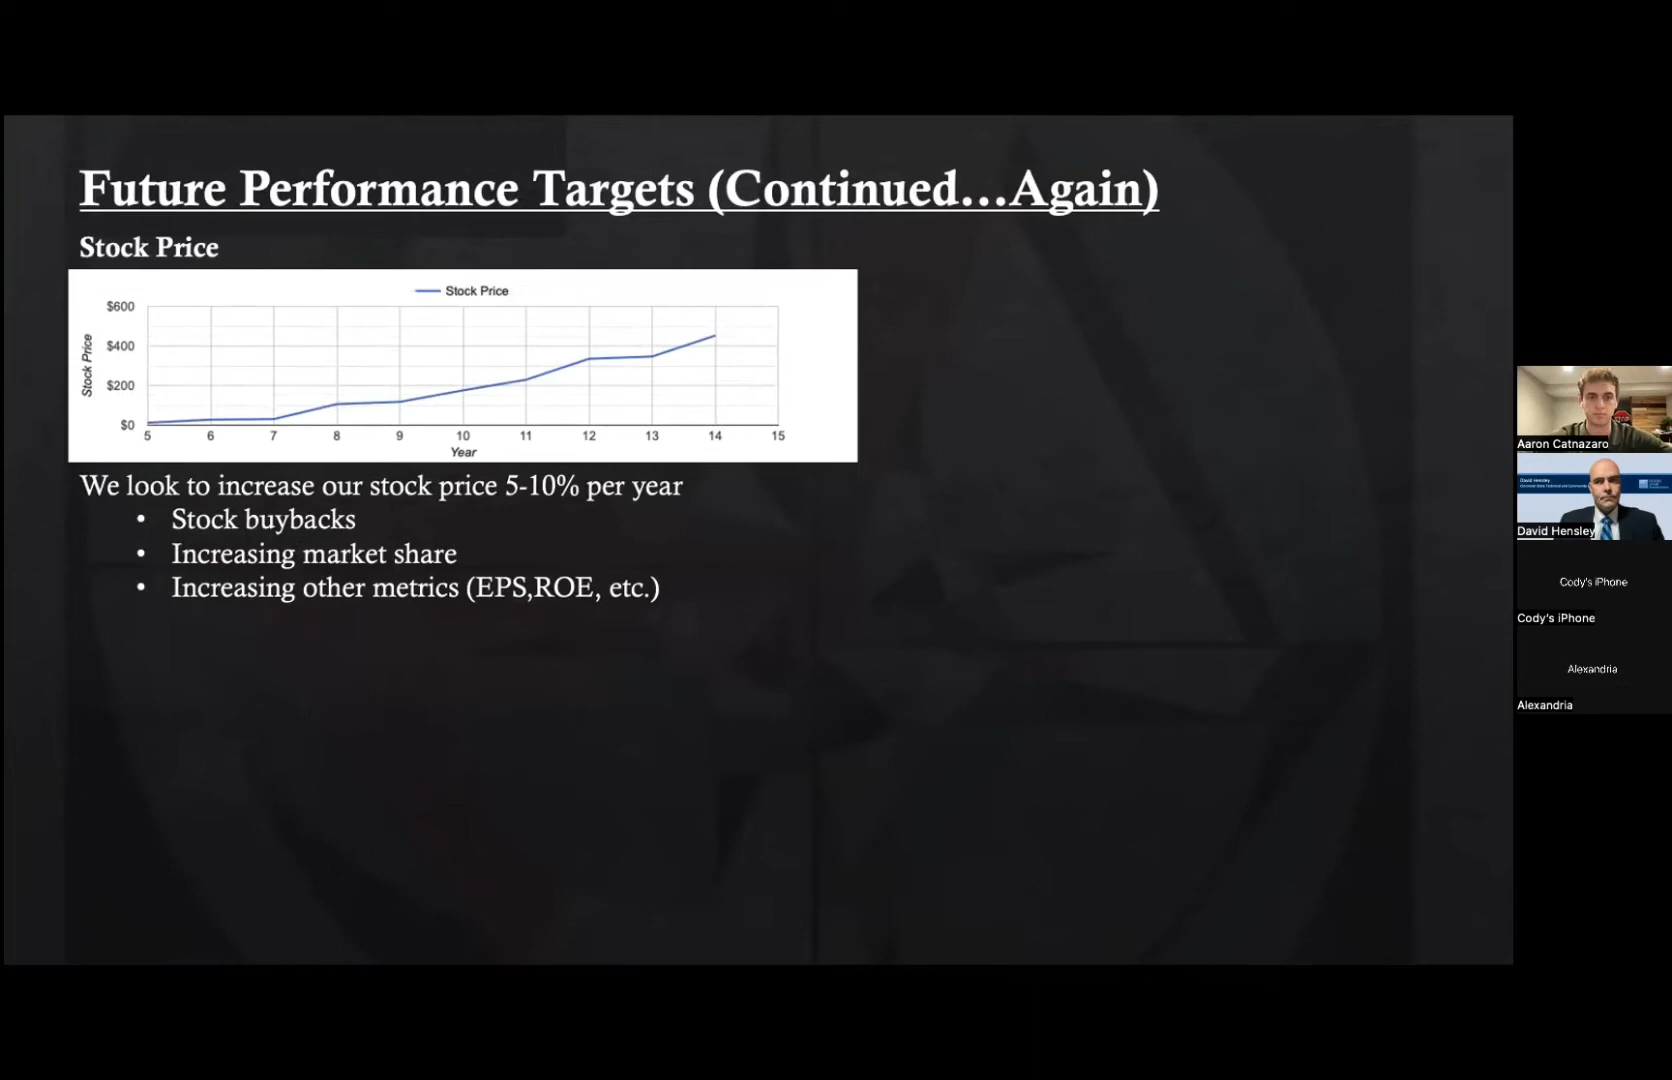 Future Performance Targets (Continued...Again)
Stock Price
Stock Price
$600
$400
$200
$0
Stock Price
5 6 7 8 9 10 11 12 13 14 15
Year
We look to increase our stock price 5-10% per year
• Stock buybacks
• Increasing market share
• Increasing other metrics (EPS,ROE, etc.)
STOP
Aaron Catnazaro
David Hensley
David Hensley
Cody's iPhone
Cody's iPhone
Alexandria
Alexandria